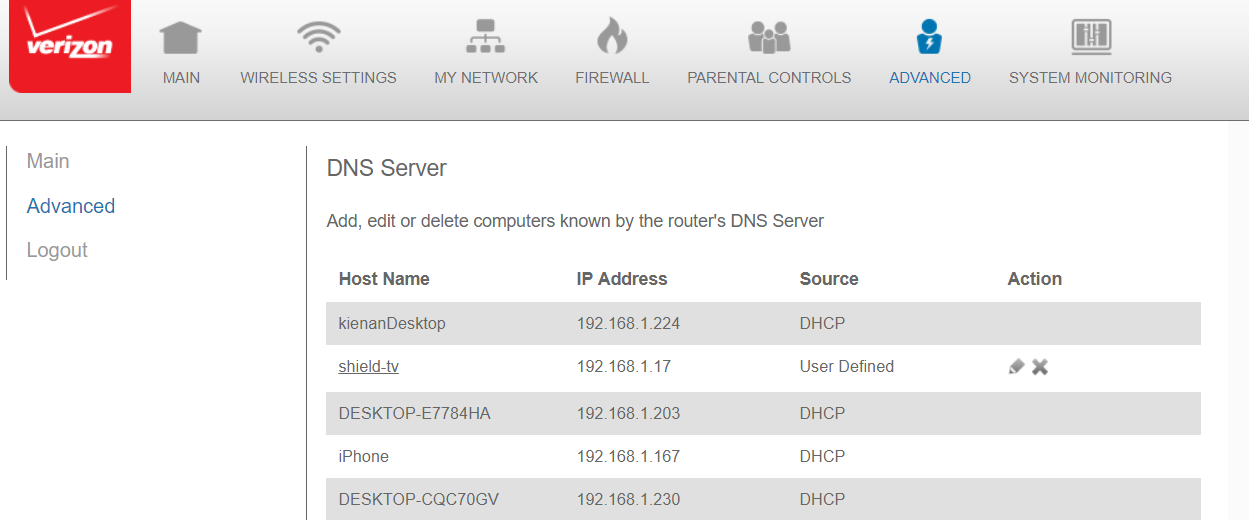 verizon
MAIN WIRELESS SETTINGS MY NETWORK FIREWALL PARENTAL CONTROLS ADVANCED SYSTEM MONITORING
Main
Advanced
Logout
DNS Server
Add, edit or delete computers known by the router's DNS Server
Host Name IP Address Source Action
kienanDesktop 192.168.1.224 DHCP
shield-tv 192.168.1.17 User Defined
DESKTOP-E7784HA 192.168.1.203 DHCP
iPhone 192.168.1.167 DHCP
DESKTOP-CQC70GV 192.168.1.230 DHCP